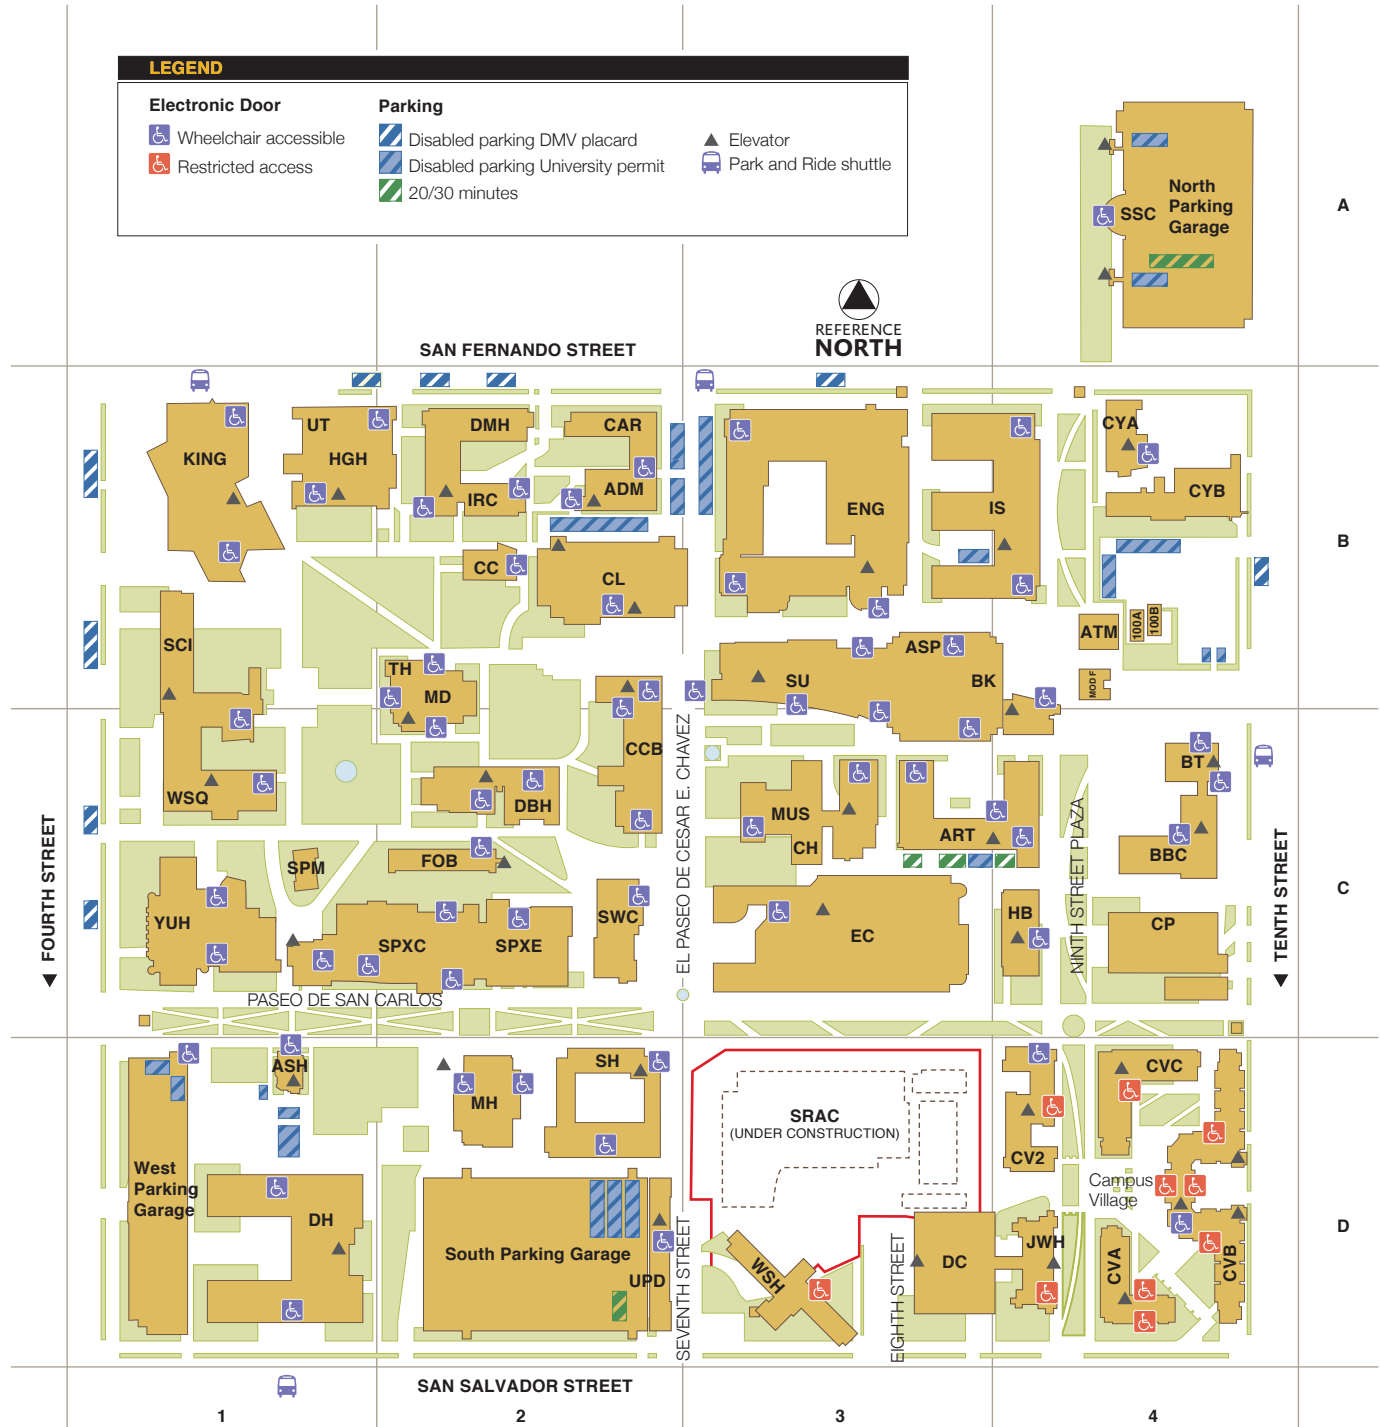 LEGEND
Electronic Door
Wheelchair accessible
Restricted access
Parking
Disabled parking DMV placard
Disabled parking University permit
20/30 minutes
Elevator
Park and Ride shuttle
SSC
North
Parking
Garage
A
REFERENCE
NORTH
SAN FERNANDO STREET
UT
DMH
CAR
CYA
KING
HGH
IRC
ADM
ENG
IS
CYB
B
CC
CL
SCI
ATM
100A
100B
TH
MD
SU
ASP
BK
MOD F
CCB
BT
WSQ
DBH
MUS
CH
ART
BBC
FOB
SPM
FOURTH STREET
EL PASEO DE CESAR E. CHAVEZ
NINTH STREET PLAZA
TENTH STREET
C
YUH
SPXC
SPXE
SWC
EC
HB
CP
PASEO DE SAN CARLOS
ASH
MH
SH
SRAC
(UNDER CONSTRUCTION)
CVC
CV2
West
Parking
Garage
Campus
Village
DH
South Parking Garage
UPD
SEVENTH STREET
WSH
EIGHTH STREET
DC
JWH
CVA
CVB
D
SAN SALVADOR STREET
1
2
3
4